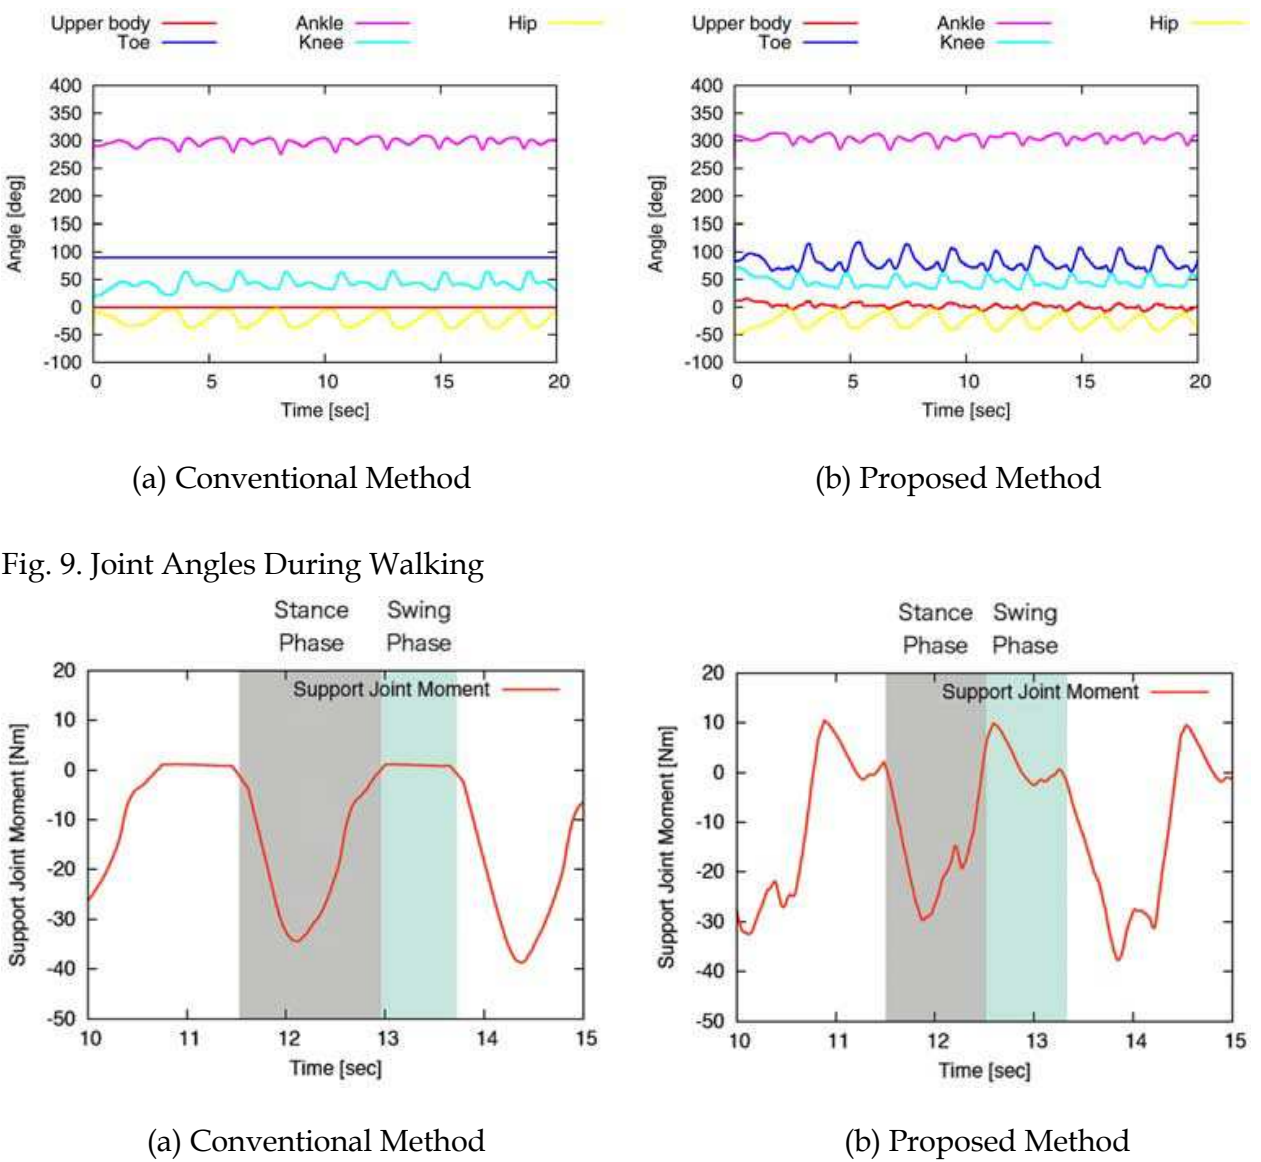 Upper body Ankle Hip
Toe Knee
400
350
300
250
200
150
100
50
0
-50
-100
Angle [deg]
0 5 10 15 20
Time [sec]
(a) Conventional Method
Upper body Ankle Hip
Toe Knee
400
350
300
250
200
150
100
50
0
-50
-100
Angle [deg]
0 5 10 15 20
Time [sec]
(b) Proposed Method
Fig. 9. Joint Angles During Walking
Stance Swing
Phase Phase
Support Joint Moment
20
10
0
-10
-20
-30
-40
-50
Support Joint Moment [Nm]
10 11 12 13 14 15
Time [sec]
(a) Conventional Method
Stance Swing
Phase Phase
Support Joint Moment
20
10
0
-10
-20
-30
-40
-50
Support Joint Moment [Nm]
10 11 12 13 14 15
Time [sec]
(b) Proposed Method